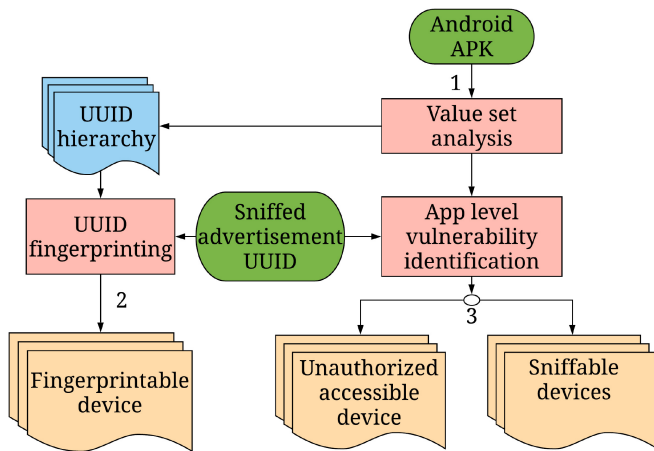 Android
APK
1
UUID
hierarchy
Value set
analysis
UUID
fingerprinting
Sniffed
advertisement
UUID
App level
vulnerability
identification
2
3
Fingerprintable
device
Unauthorized
accessible
device
Sniffable
devices